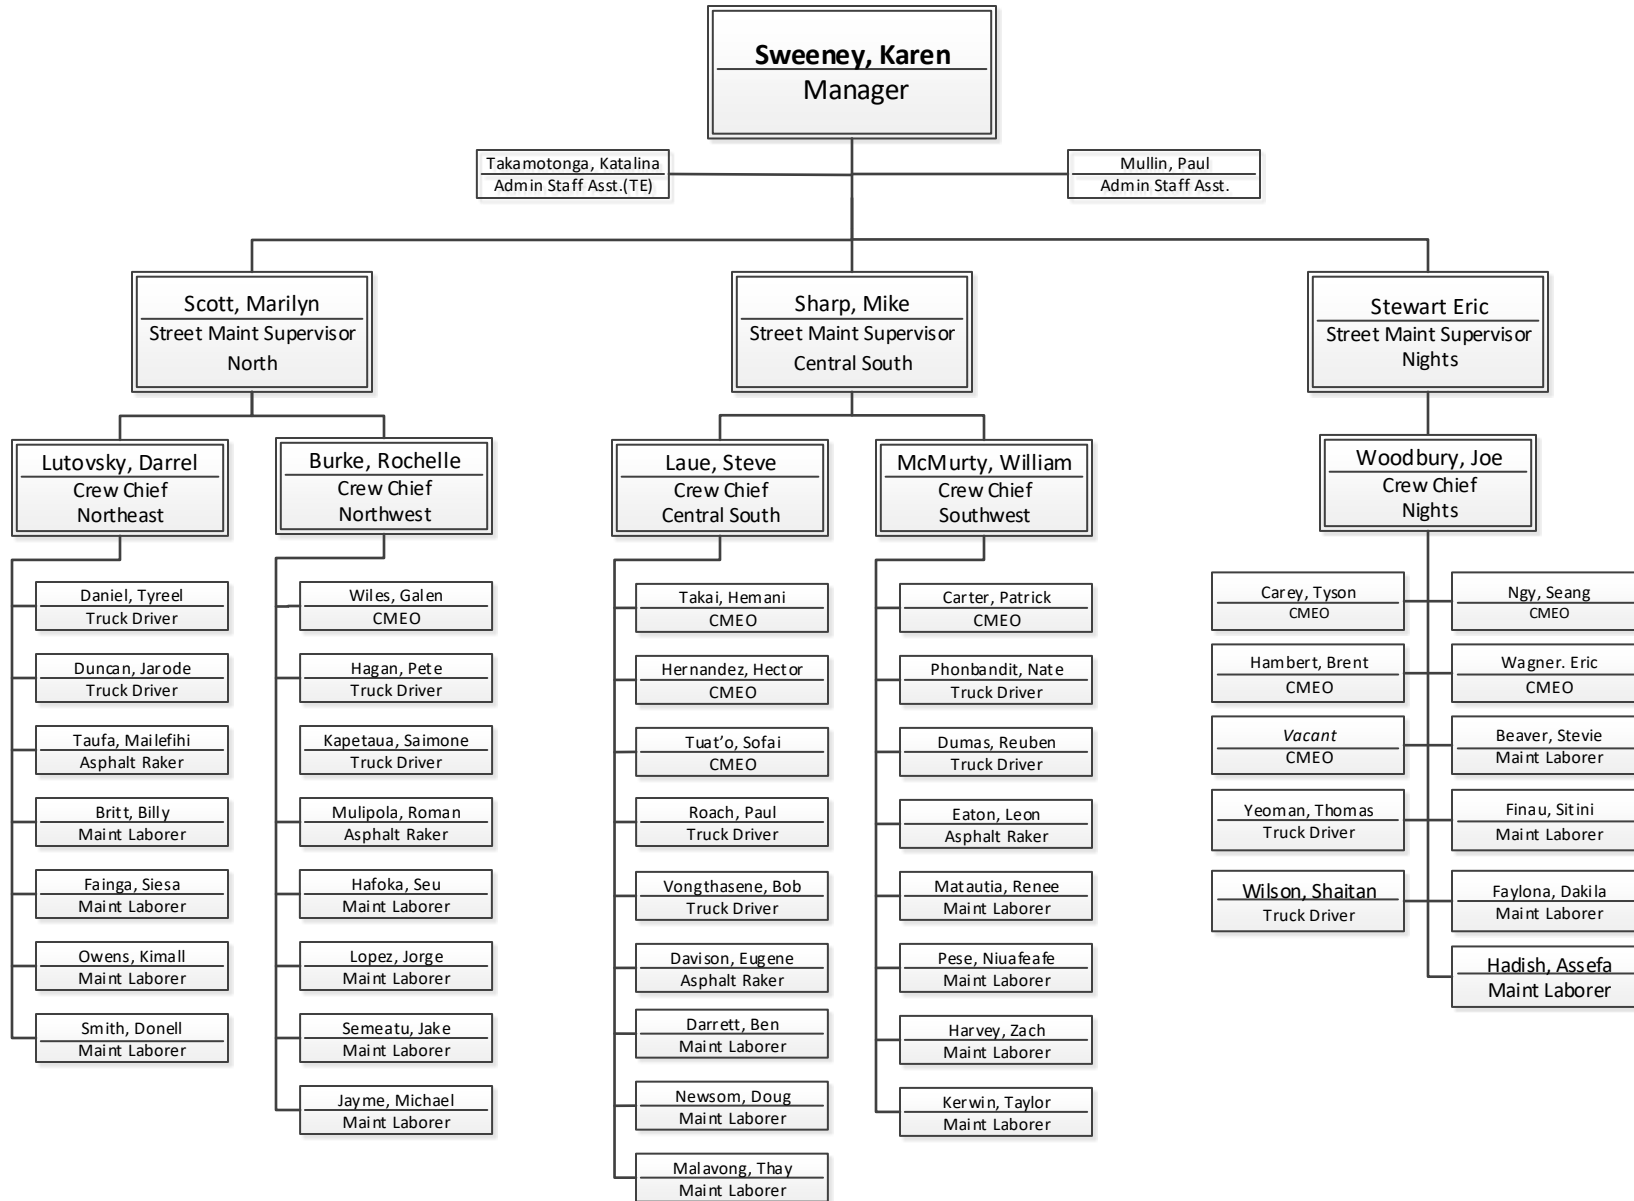 Sweeney, Karen
Manager
Takamotonga, Katalina
Admin Staff Asst.(TE)
Mullin, Paul
Admin Staff Asst.
Scott, Marilyn
Street Maint Supervisor
North
Sharp, Mike
Street Maint Supervisor
Central South
Stewart Eric
Street Maint Supervisor
Nights
Lutovsky, Darrel
Crew Chief
Northeast
Burke, Rochelle
Crew Chief
Northwest
Laue, Steve
Crew Chief
Central South
McMurty, William
Crew Chief
Southwest
Woodbury, Joe
Crew Chief
Nights
Daniel, Tyreel
Truck Driver
Duncan, Jarode
Truck Driver
Taufa, Mailefihi
Asphalt Raker
Britt, Billy
Maint Laborer
Fainga, Siesa
Maint Laborer
Owens, Kimall
Maint Laborer
Smith, Donell
Maint Laborer
Wiles, Galen
CMEO
Hagan, Pete
Truck Driver
Kapetaua, Saimone
Truck Driver
Mulipola, Roman
Asphalt Raker
Hafoka, Seu
Maint Laborer
Lopez, Jorge
Maint Laborer
Semeatu, Jake
Maint Laborer
Jayme, Michael
Maint Laborer
Takai, Hemani
CMEO
Hernandez, Hector
CMEO
Tuat’o, Sofai
CMEO
Roach, Paul
Truck Driver
Vongthasene, Bob
Truck Driver
Davison, Eugene
Asphalt Raker
Darrett, Ben
Maint Laborer
Newsom, Doug
Maint Laborer
Malavong, Thay
Maint Laborer
Carter, Patrick
CMEO
Phonbandit, Nate
Truck Driver
Dumas, Reuben
Truck Driver
Eaton, Leon
Asphalt Raker
Matautia, Renee
Maint Laborer
Pese, Niuafeafe
Maint Laborer
Harvey, Zach
Maint Laborer
Kerwin, Taylor
Maint Laborer
Carey, Tyson
CMEO
Hambert, Brent
CMEO
Vacant
CMEO
Yeoman, Thomas
Truck Driver
Wilson, Shaitan
Truck Driver
Ngy, Seang
CMEO
Wagner. Eric
CMEO
Beaver, Stevie
Maint Laborer
Finau, Sitini
Maint Laborer
Faylona, Dakila
Maint Laborer
Hadish, Assefa
Maint Laborer